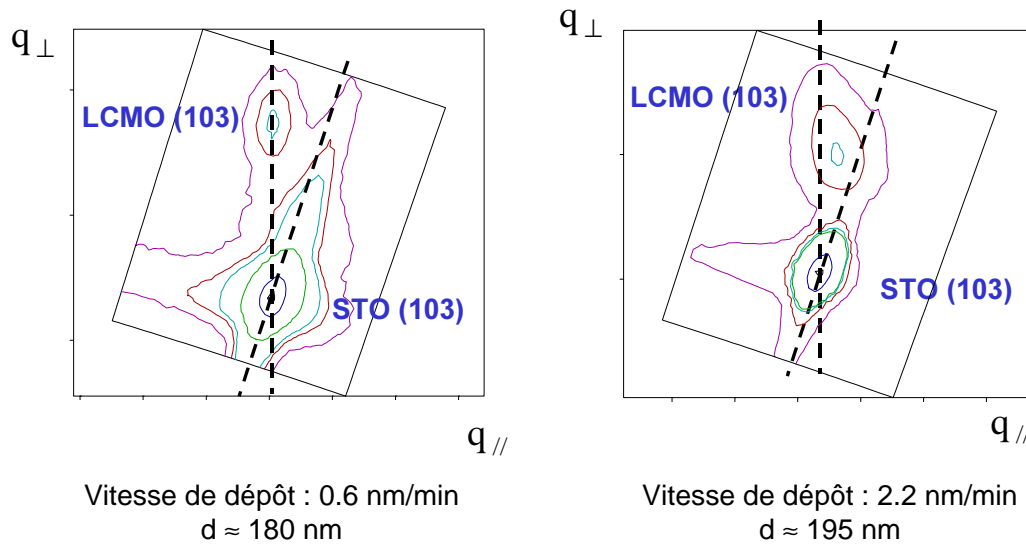 q⊥
LCMO (103)
STO (103)
q//
Vitesse de dépôt : 0.6 nm/min
d ≈ 180 nm
q⊥
LCMO (103)
STO (103)
q//
Vitesse de dépôt : 2.2 nm/min
d ≈ 195 nm